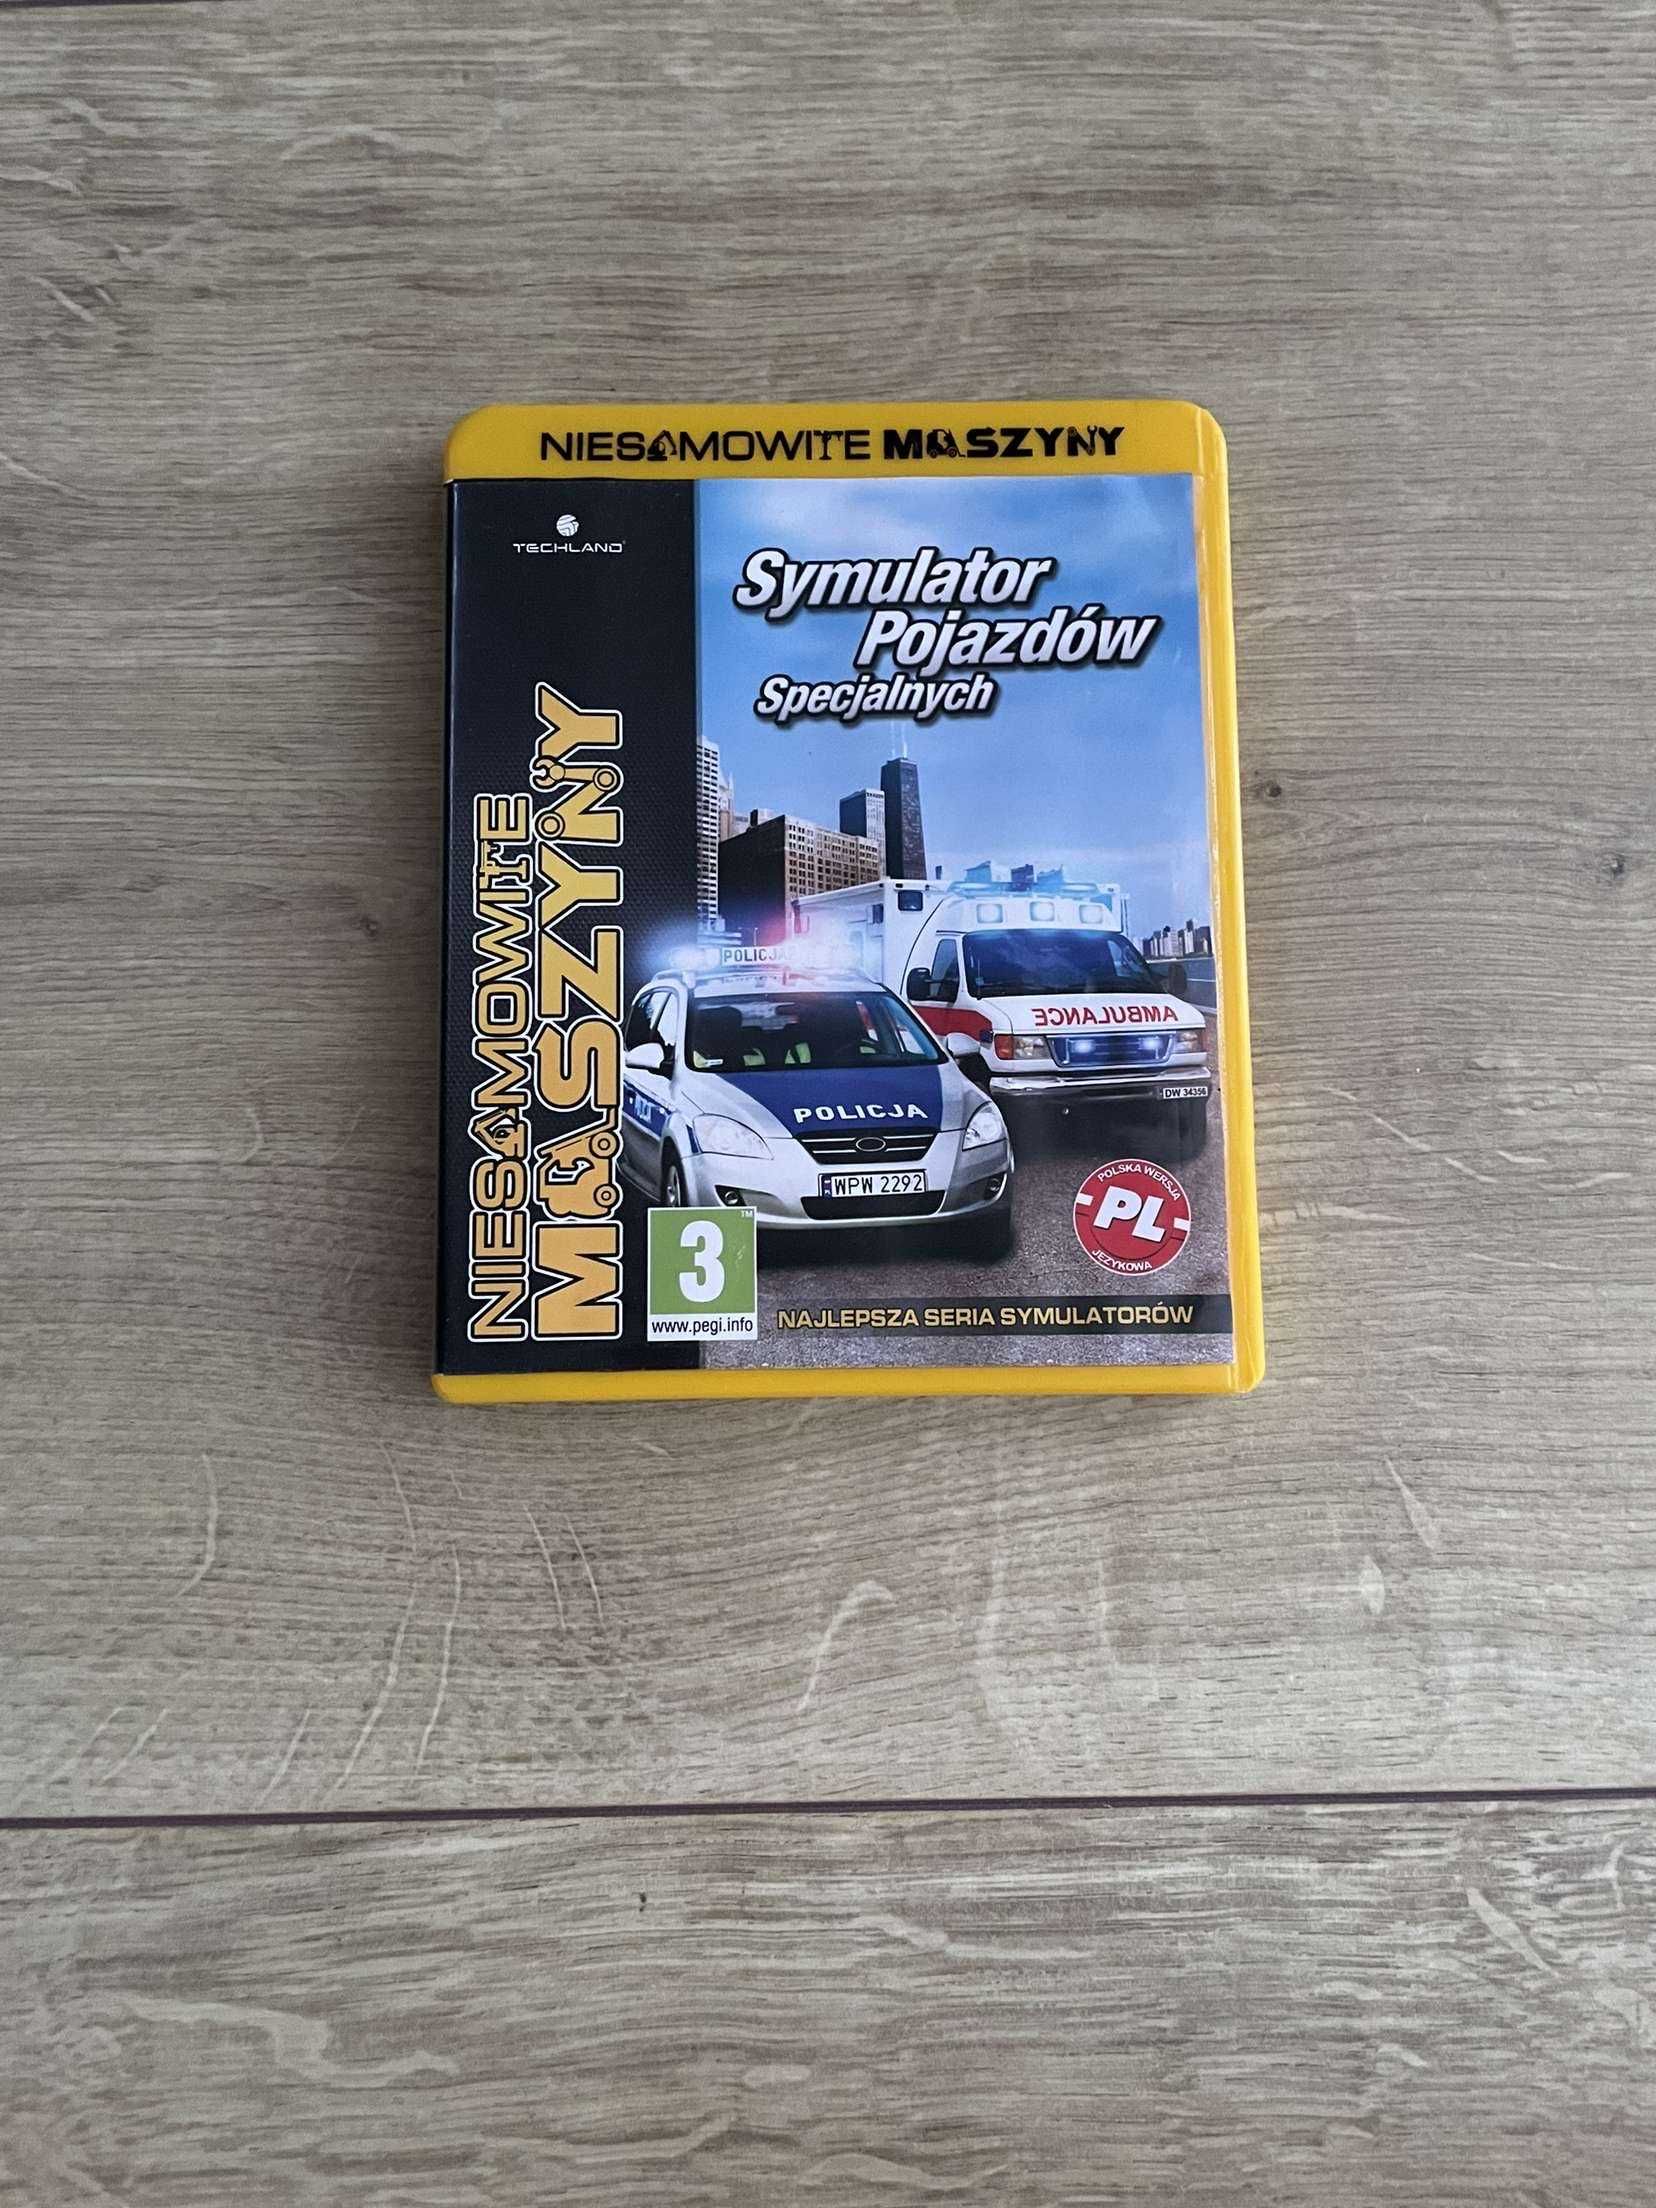 NIESAMOWITE MASZYNY
TECHLAND
Symulator
Pojazdów
Specjalnych
NIESAMOWITE
MASZYNY
POLICJA
AMBULANCE
POLICJA
DW 34356
WPW 2292
POLSKA WERSJA
PL
JĘZYKOWA
3
TM
www.pegi.info
NAJLEPSZA SERIA SYMULATORÓW